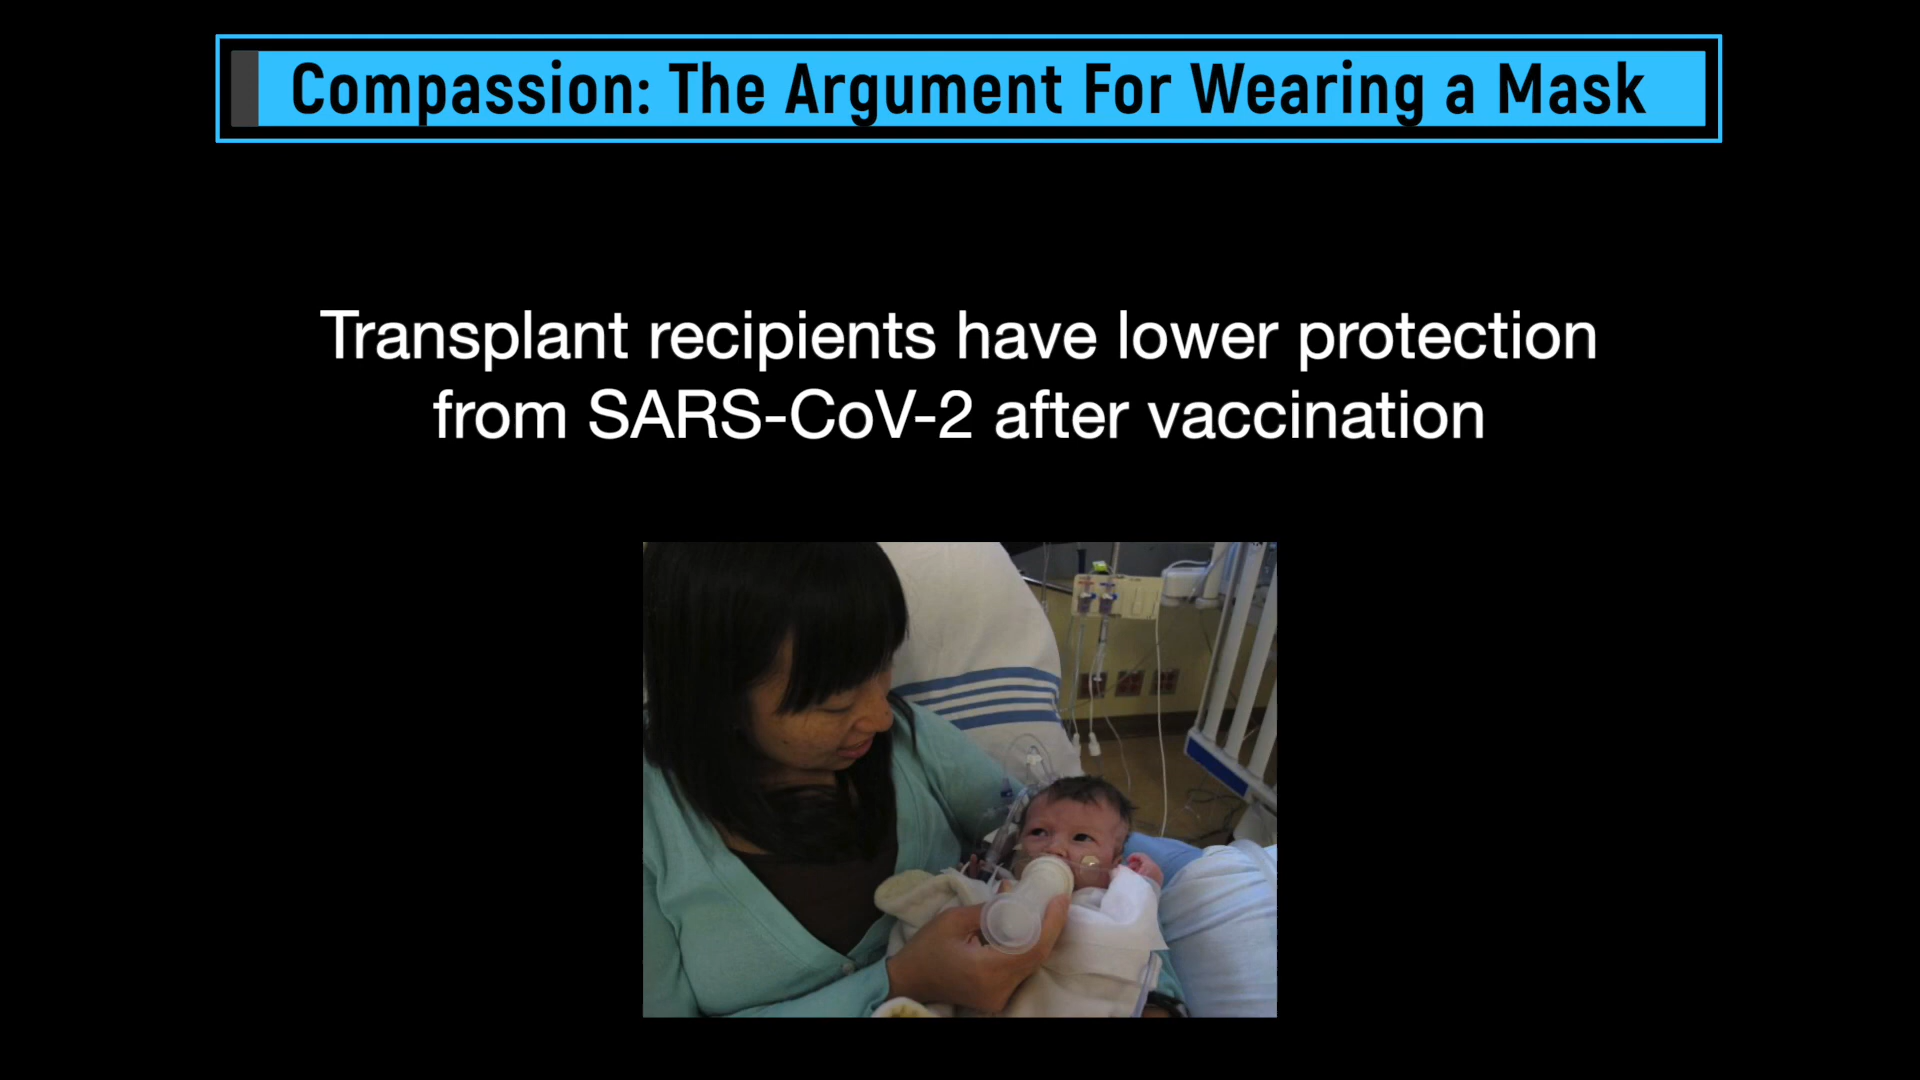 Compassion: The Argument For Wearing a Mask
Transplant recipients have lower protection
from SARS-CoV-2 after vaccination